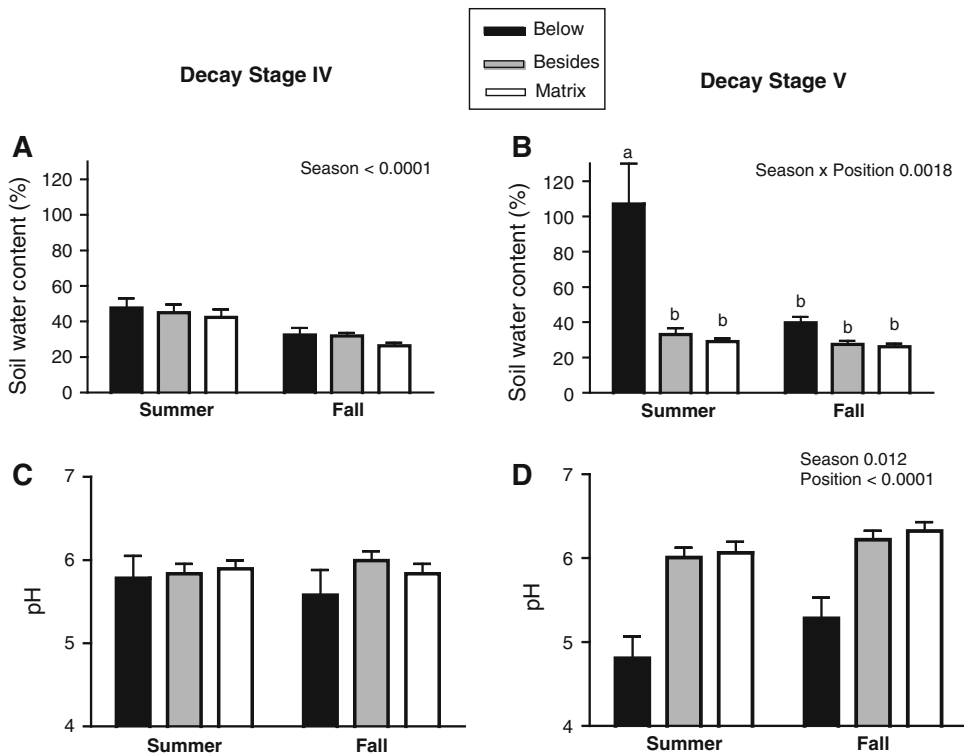 Below
Besides
Matrix
Decay Stage IV
Decay Stage V
A
Season < 0.0001
Soil water content (%)
120
100
80
60
40
20
0
Summer
Fall
B
Season x Position 0.0018
Soil water content (%)
120
100
80
60
40
20
0
a
b
b
b
b
b
Summer
Fall
C
pH
7
6
5
4
Summer
Fall
D
Season 0.012
Position < 0.0001
pH
7
6
5
4
Summer
Fall